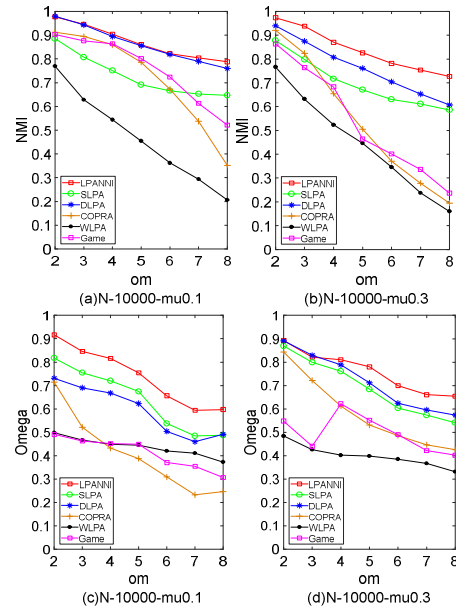 1
0.9
0.8
0.7
0.6
0.5
0.4
0.3
0.2
0.1
0
NMI
LPANNI
SLPA
DLPA
COPRA
WLPA
Game
2 3 4 5 6 7 8
om
(a)N-10000-mu0.1
1
0.9
0.8
0.7
0.6
0.5
0.4
0.3
0.2
0.1
0
NMI
LPANNI
SLPA
DLPA
COPRA
WLPA
Game
2 3 4 5 6 7 8
om
(b)N-10000-mu0.3
1
0.9
0.8
0.7
0.6
0.5
0.4
0.3
0.2
0.1
0
Omega
LPANNI
SLPA
DLPA
COPRA
WLPA
Game
2 3 4 5 6 7 8
om
(c)N-10000-mu0.1
1
0.9
0.8
0.7
0.6
0.5
0.4
0.3
0.2
0.1
0
Omega
LPANNI
SLPA
DLPA
COPRA
WLPA
Game
2 3 4 5 6 7 8
om
(d)N-10000-mu0.3